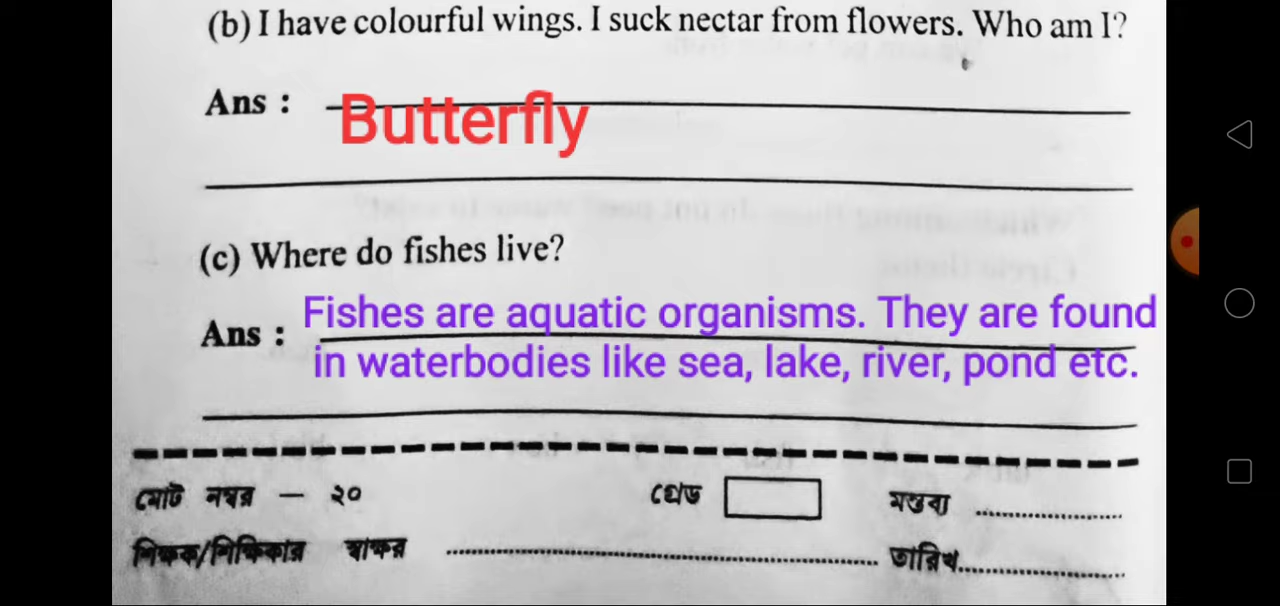 (b) I have colourful wings. I suck nectar from flowers. Who am I?
Ans :
Butterfly
(c) Where do fishes live?
Ans : Fishes are aquatic organisms. They are found
in waterbodies like sea, lake, river, pond etc.
মোট নম্বর — ২০ গ্রেড মন্তব্য ....................
শিক্ষক/শিক্ষিকার স্বাক্ষর ............................................................ তারিখ....................